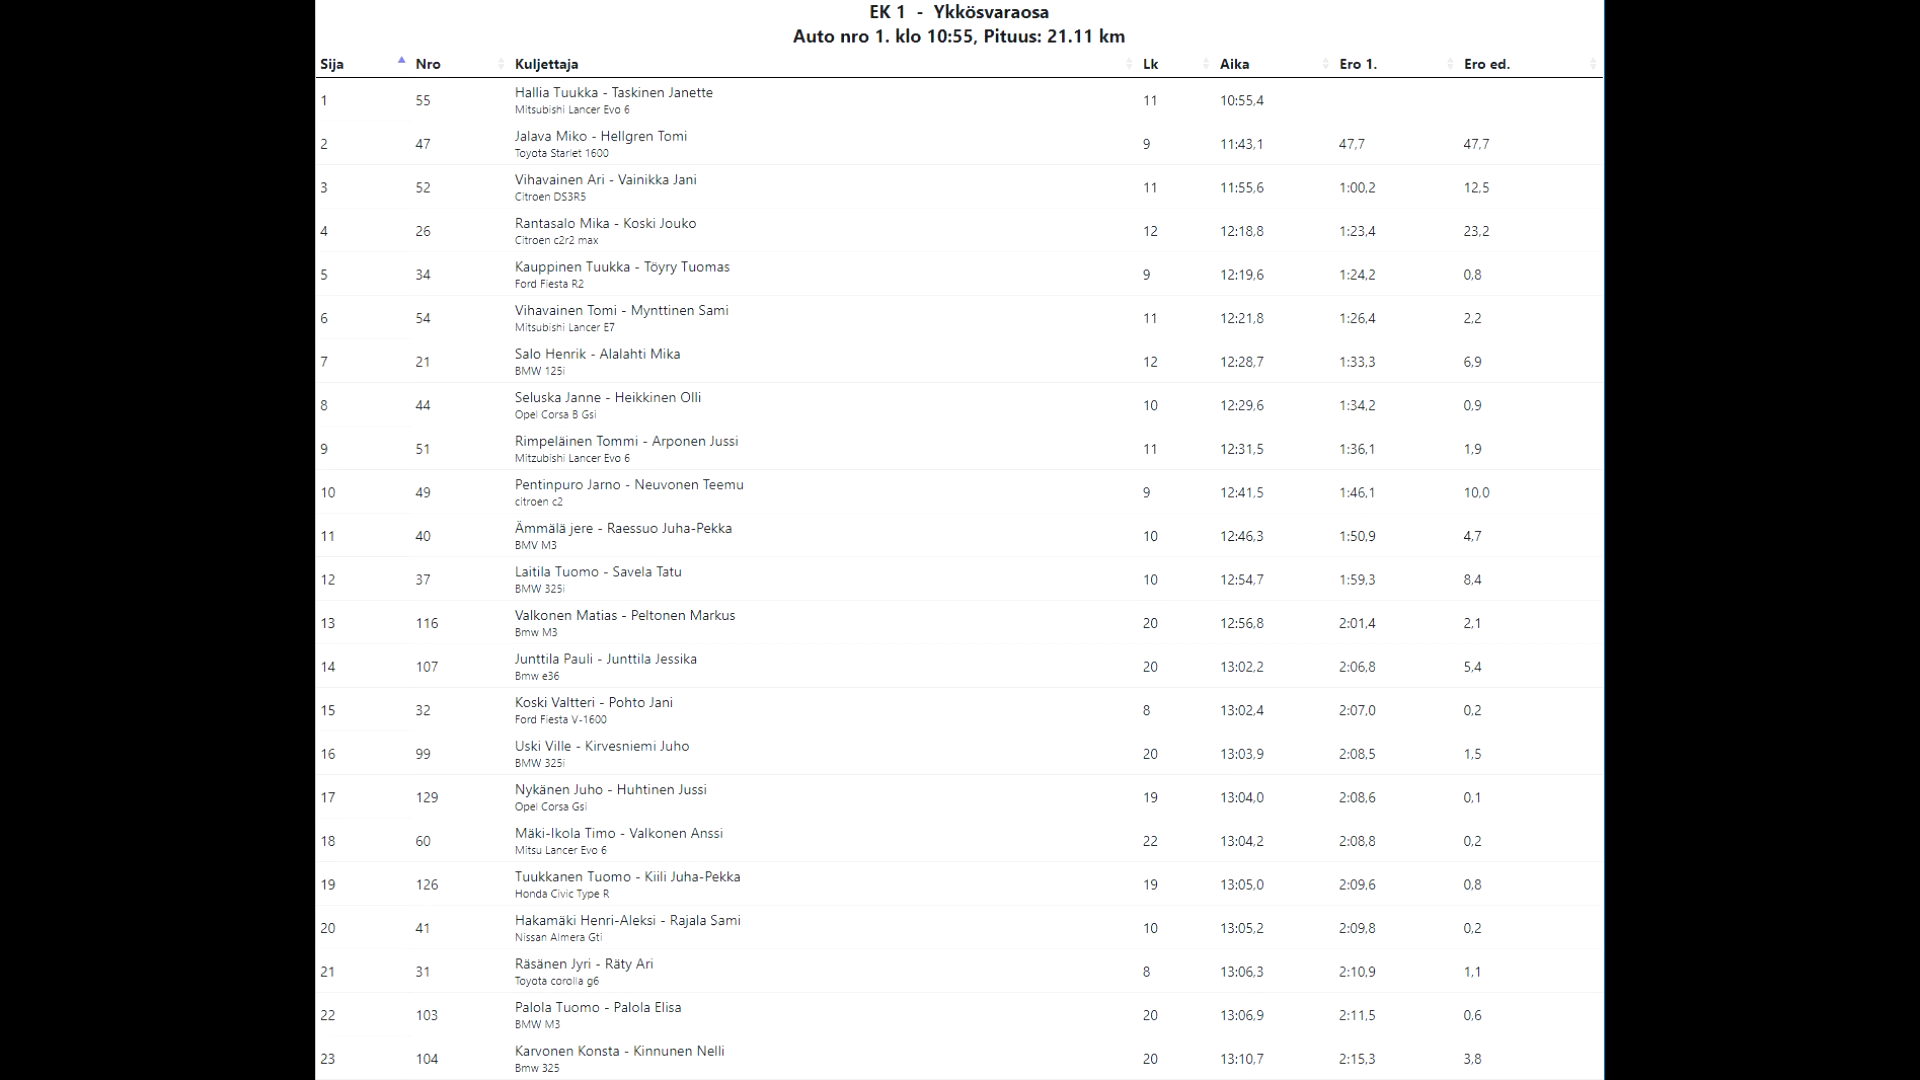 EK 1 - Ykkösvaraosa
Auto nro 1. klo 10:55, Pituus: 21.11 km
Sija Nro Kuljettaja Lk Aika Ero 1. Ero ed.
1 55 Hallia Tuukka - Taskinen Janette 11 10:55,4
Mitsubishi Lancer Evo 6
2 47 Jalava Miko - Hellgren Tomi 9 11:43,1 47,7 47,7
Toyota Starlet 1600
3 52 Vihavainen Ari - Vainikka Jani 11 11:55,6 1:00,2 12,5
Citroen DS3R5
4 26 Rantasalo Mika - Koski Jouko 12 12:18,8 1:23,4 23,2
Citroen c2r2 max
5 34 Kauppinen Tuukka - Töyry Tuomas 9 12:19,6 1:24,2 0,8
Ford Fiesta R2
6 54 Vihavainen Tomi - Mynttinen Sami 11 12:21,8 1:26,4 2,2
Mitsubishi Lancer E7
7 21 Salo Henrik - Alalahti Mika 12 12:28,7 1:33,3 6,9
BMW 125i
8 44 Seluska Janne - Heikkinen Olli 10 12:29,6 1:34,2 0,9
Opel Corsa B Gsi
9 51 Rimpeläinen Tommi - Arponen Jussi 11 12:31,5 1:36,1 1,9
Mitzubishi Lancer Evo 6
10 49 Pentinpuro Jarno - Neuvonen Teemu 9 12:41,5 1:46,1 10,0
citroen c2
11 40 Ämmälä jere - Raessuo Juha-Pekka 10 12:46,3 1:50,9 4,7
BMV M3
12 37 Laitila Tuomo - Savela Tatu 10 12:54,7 1:59,3 8,4
BMW 325i
13 116 Valkonen Matias - Peltonen Markus 20 12:56,8 2:01,4 2,1
Bmw M3
14 107 Junttila Pauli - Junttila Jessika 20 13:02,2 2:06,8 5,4
Bmw e36
15 32 Koski Valtteri - Pohto Jani 8 13:02,4 2:07,0 0,2
Ford Fiesta V-1600
16 99 Uski Ville - Kirvesniemi Juho 20 13:03,9 2:08,5 1,5
BMW 325i
17 129 Nykänen Juho - Huhtinen Jussi 19 13:04,0 2:08,6 0,1
Opel Corsa Gsi
18 60 Mäki-Ikola Timo - Valkonen Anssi 22 13:04,2 2:08,8 0,2
Mitsu Lancer Evo 6
19 126 Tuukkanen Tuomo - Kiili Juha-Pekka 19 13:05,0 2:09,6 0,8
Honda Civic Type R
20 41 Hakamäki Henri-Aleksi - Rajala Sami 10 13:05,2 2:09,8 0,2
Nissan Almera Gti
21 31 Räsänen Jyri - Räty Ari 8 13:06,3 2:10,9 1,1
Toyota corolla g6
22 103 Palola Tuomo - Palola Elisa 20 13:06,9 2:11,5 0,6
BMW M3
23 104 Karvonen Konsta - Kinnunen Nelli 20 13:10,7 2:15,3 3,8
Bmw 325